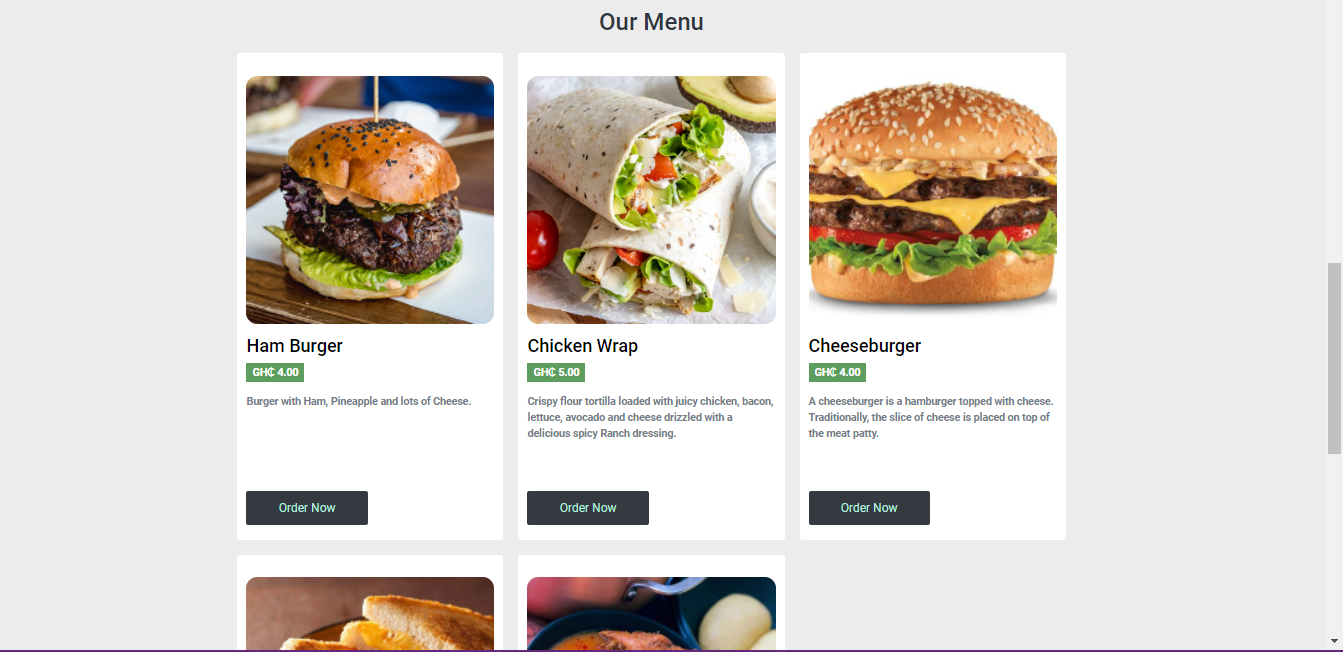 Our Menu
Ham Burger
GH₵ 4.00
Burger with Ham, Pineapple and lots of Cheese.
Order Now
Chicken Wrap
GH₵ 5.00
Crispy flour tortilla loaded with juicy chicken, bacon,
lettuce, avocado and cheese drizzled with a
delicious spicy Ranch dressing.
Order Now
Cheeseburger
GH₵ 4.00
A cheeseburger is a hamburger topped with cheese.
Traditionally, the slice of cheese is placed on top of
the meat patty.
Order Now